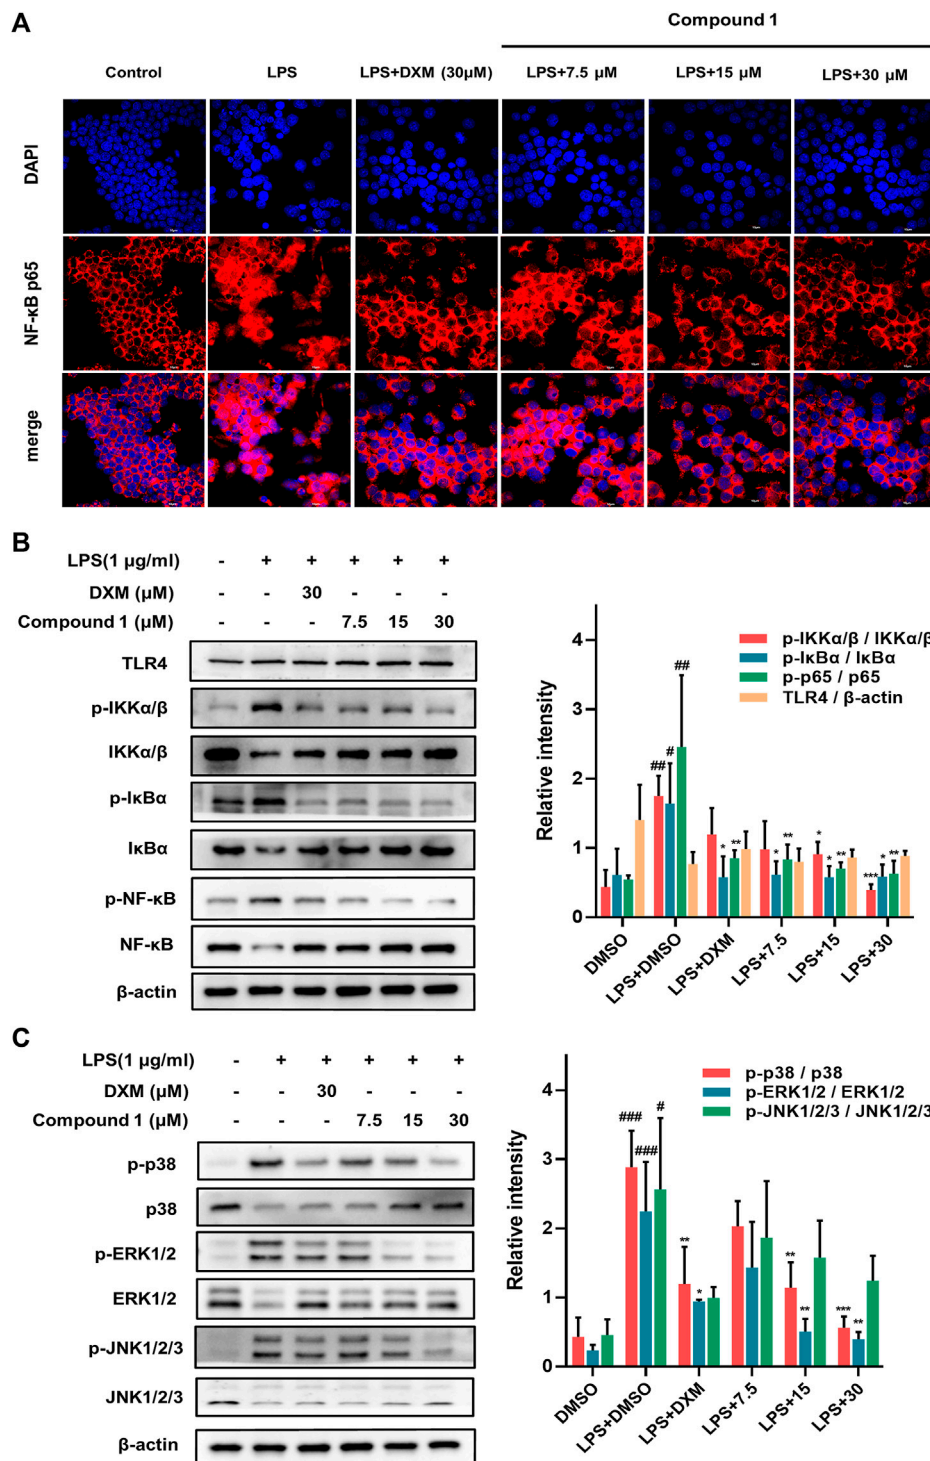 A
Compound 1
Control LPS LPS+DXM (30μM) LPS+7.5 μM LPS+15 μM LPS+30 μM
DAPI
NF-κB p65
merge
B
LPS(1 μg/ml) - + + + + +
DXM (μM) - - 30 - - -
Compound 1 (μM) - - - 7.5 15 30
TLR4
p-IKKα/β
IKKα/β
p-IκBα
IκBα
p-NF-κB
NF-κB
β-actin
Relative intensity
4
3
2
1
0
p-IKKα/β / IKKα/β
p-IκBα / IκBα
p-p65 / p65
TLR4 / β-actin
## # ##
* **
* **
* * **
*** * **
DMSO LPS+DMSO LPS+DXM LPS+7.5 LPS+15 LPS+30
C
LPS(1 μg/ml) - + + + + +
DXM (μM) - - 30 - - -
Compound 1 (μM) - - - 7.5 15 30
p-p38
p38
p-ERK1/2
ERK1/2
p-JNK1/2/3
JNK1/2/3
β-actin
Relative intensity
4
3
2
1
0
p-p38 / p38
p-ERK1/2 / ERK1/2
p-JNK1/2/3 / JNK1/2/3
### ### #
** *
** **
*** **
DMSO LPS+DMSO LPS+DXM LPS+7.5 LPS+15 LPS+30